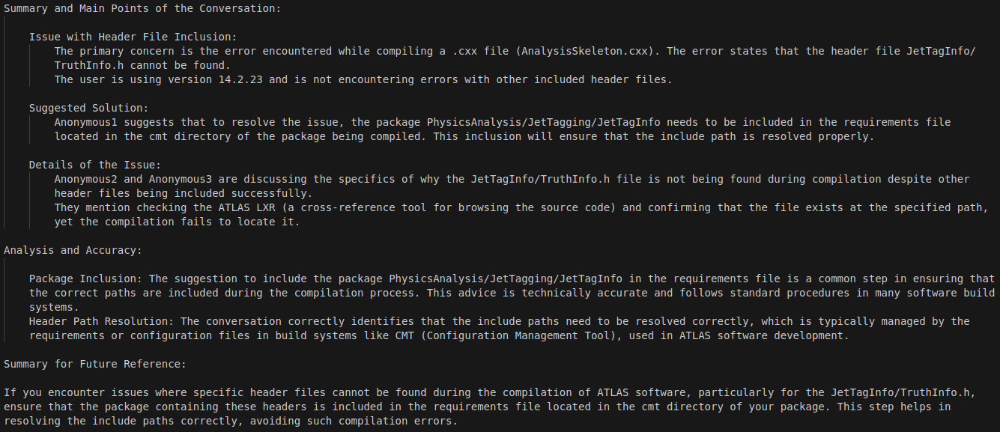 Summary and Main Points of the Conversation:
Issue with Header File Inclusion:
The primary concern is the error encountered while compiling a .cxx file (AnalysisSkeleton.cxx). The error states that the header file JetTagInfo/
TruthInfo.h cannot be found.
The user is using version 14.2.23 and is not encountering errors with other included header files.
Suggested Solution:
Anonymous1 suggests that to resolve the issue, the package PhysicsAnalysis/JetTagging/JetTagInfo needs to be included in the requirements file
located in the cmt directory of the package being compiled. This inclusion will ensure that the include path is resolved properly.
Details of the Issue:
Anonymous2 and Anonymous3 are discussing the specifics of why the JetTagInfo/TruthInfo.h file is not being found during compilation despite other
header files being included successfully.
They mention checking the ATLAS LXR (a cross-reference tool for browsing the source code) and confirming that the file exists at the specified path,
yet the compilation fails to locate it.
Analysis and Accuracy:
Package Inclusion: The suggestion to include the package PhysicsAnalysis/JetTagging/JetTagInfo in the requirements file is a common step in ensuring that
the correct paths are included during the compilation process. This advice is technically accurate and follows standard procedures in many software build
systems.
Header Path Resolution: The conversation correctly identifies that the include paths need to be resolved correctly, which is typically managed by the
requirements or configuration files in build systems like CMT (Configuration Management Tool), used in ATLAS software development.
Summary for Future Reference:
If you encounter issues where specific header files cannot be found during the compilation of ATLAS software, particularly for the JetTagInfo/TruthInfo.h,
ensure that the package containing these headers is included in the requirements file located in the cmt directory of your package. This step helps in
resolving the include paths correctly, avoiding such compilation errors.